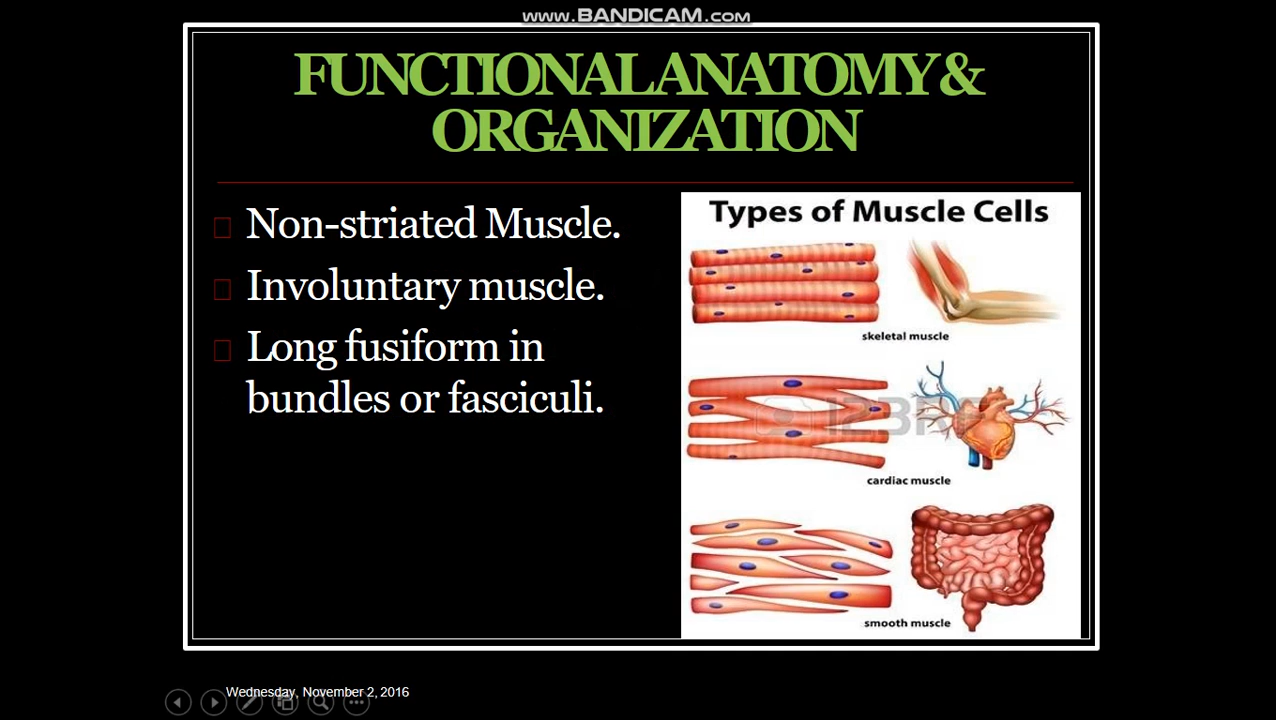 www.BANDICAM.com
FUNCTIONAL ANATOMY &
ORGANIZATION
Non-striated Muscle.
Involuntary muscle.
Long fusiform in
bundles or fasciculi.
Types of Muscle Cells
skeletal muscle
123RF
cardiac muscle
smooth muscle
Wednesday, November 2, 2016